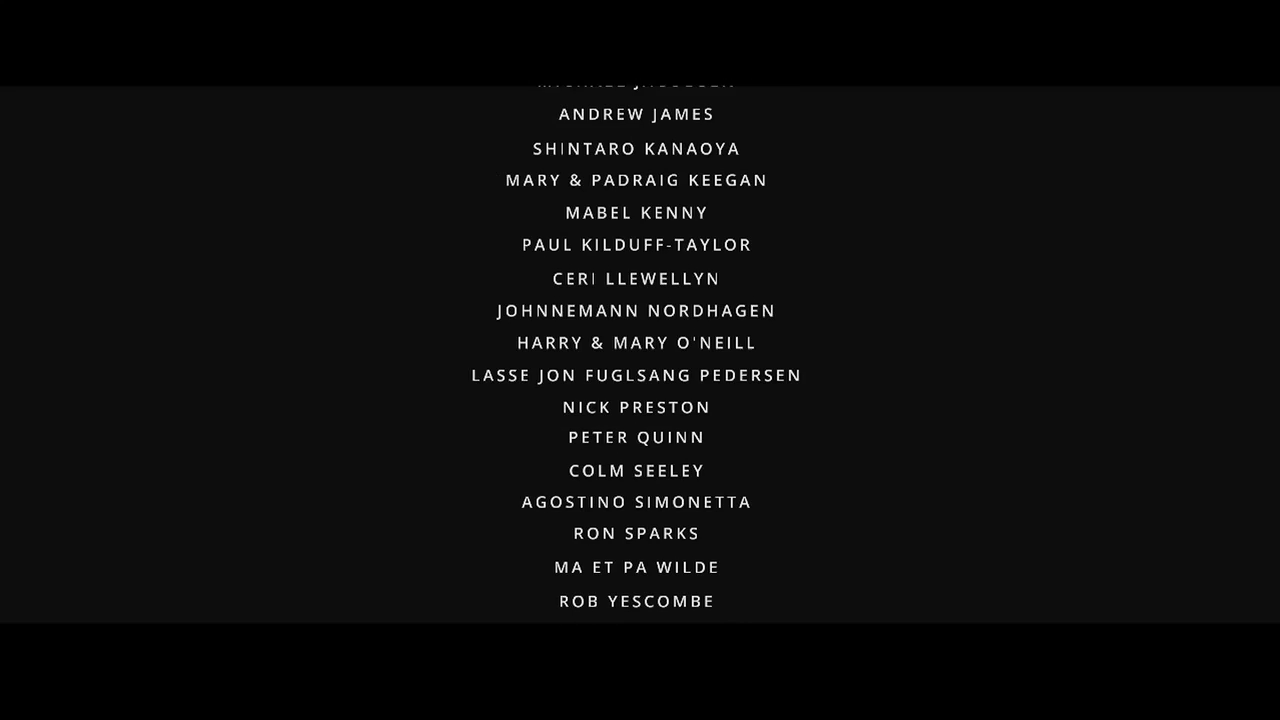 ANDREW JAMES
SHINTARO KANAOYA
MARY & PADRAIG KEEGAN
MABEL KENNY
PAUL KILDUFF-TAYLOR
CERI LLEWELLYN
JOHNNEMANN NORDHAGEN
HARRY & MARY O'NEILL
LASSE JON FUGLSANG PEDERSEN
NICK PRESTON
PETER QUINN
COLM SEELEY
AGOSTINO SIMONETTA
RON SPARKS
MA ET PA WILDE
ROB YESCOMBE